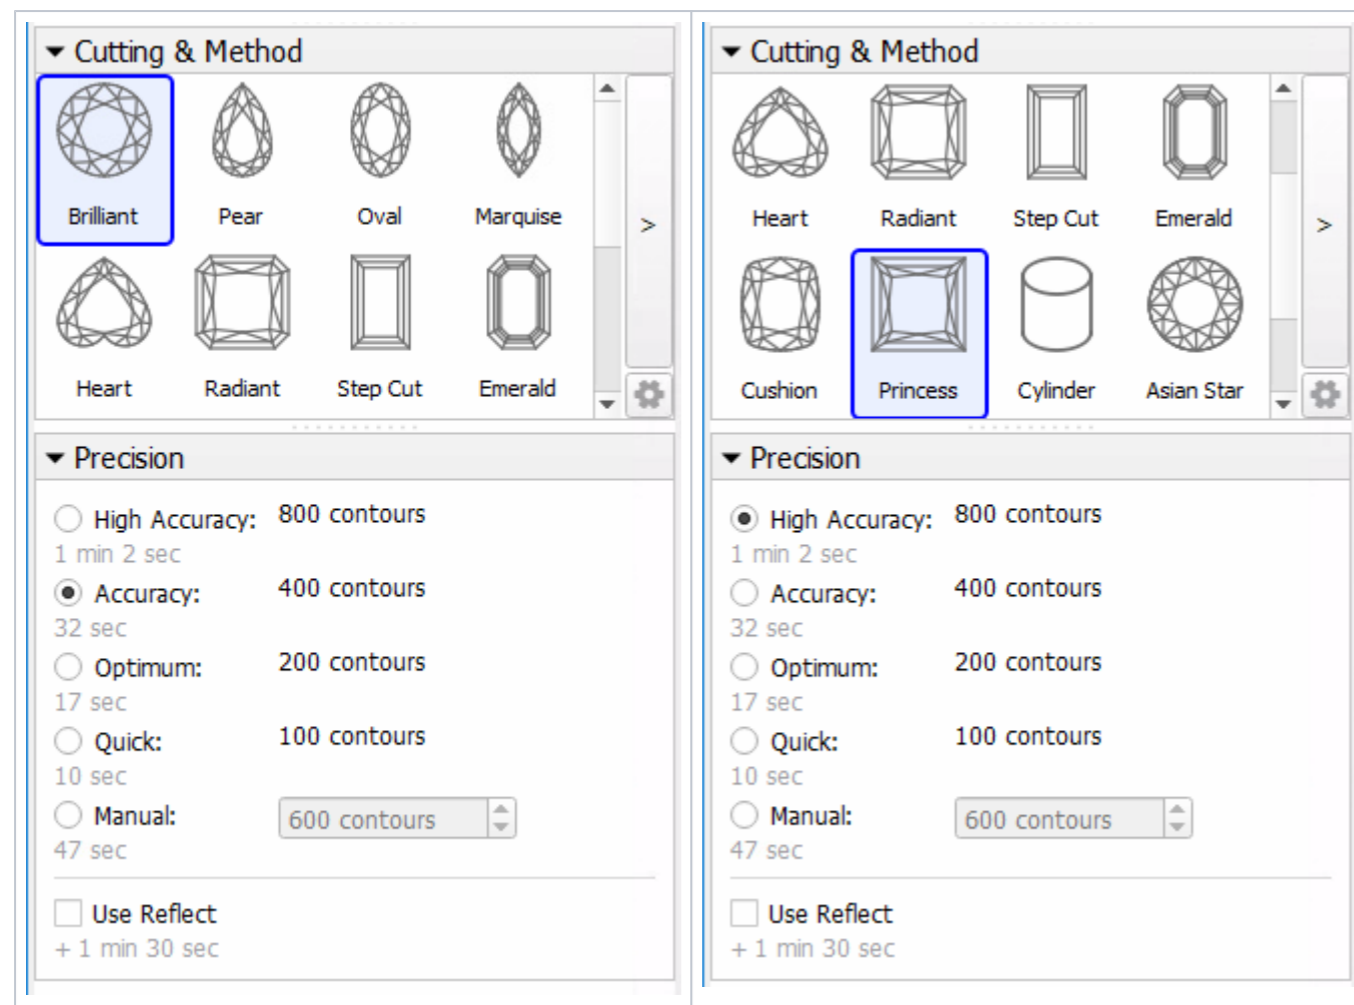 Cutting & Method
Brilliant Pear Oval Marquise
>
Heart Radiant Step Cut Emerald
Precision
High Accuracy: 800 contours
1 min 2 sec
Accuracy: 400 contours
32 sec
Optimum: 200 contours
17 sec
Quick: 100 contours
10 sec
Manual: 600 contours
47 sec
Use Reflect
+ 1 min 30 sec
Cutting & Method
Heart Radiant Step Cut Emerald
>
Cushion Princess Cylinder Asian Star
Precision
High Accuracy: 800 contours
1 min 2 sec
Accuracy: 400 contours
32 sec
Optimum: 200 contours
17 sec
Quick: 100 contours
10 sec
Manual: 600 contours
47 sec
Use Reflect
+ 1 min 30 sec